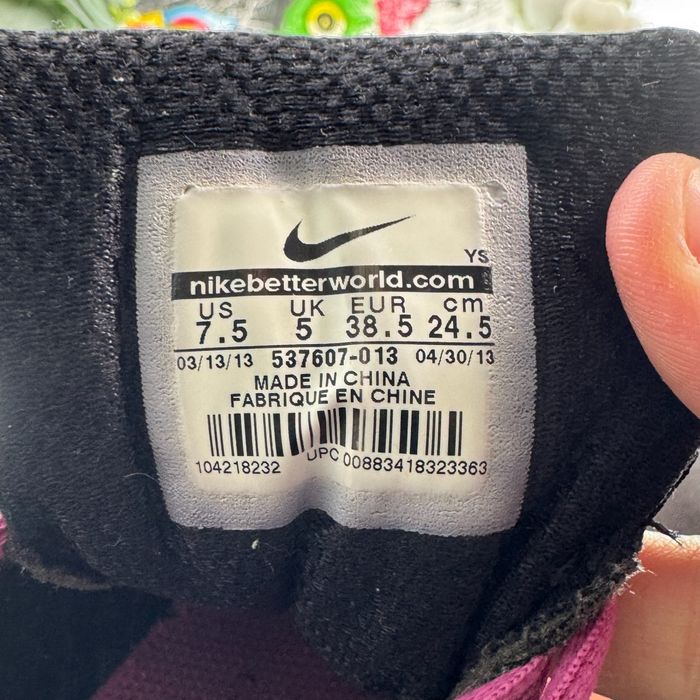 YS
nikebetterworld.com
US UK EUR cm
7.5 5 38.5 24.5
03/13/13 537607-013 04/30/13
MADE IN CHINA
FABRIQUE EN CHINE
104218232 UPC 00883418323363